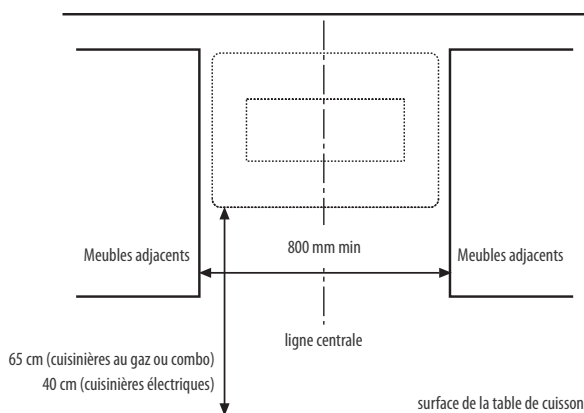 Meubles adjacents
800 mm min
Meubles adjacents
ligne centrale
65 cm (cuisinières au gaz ou combo)
40 cm (cuisinières électriques)
surface de la table de cuisson